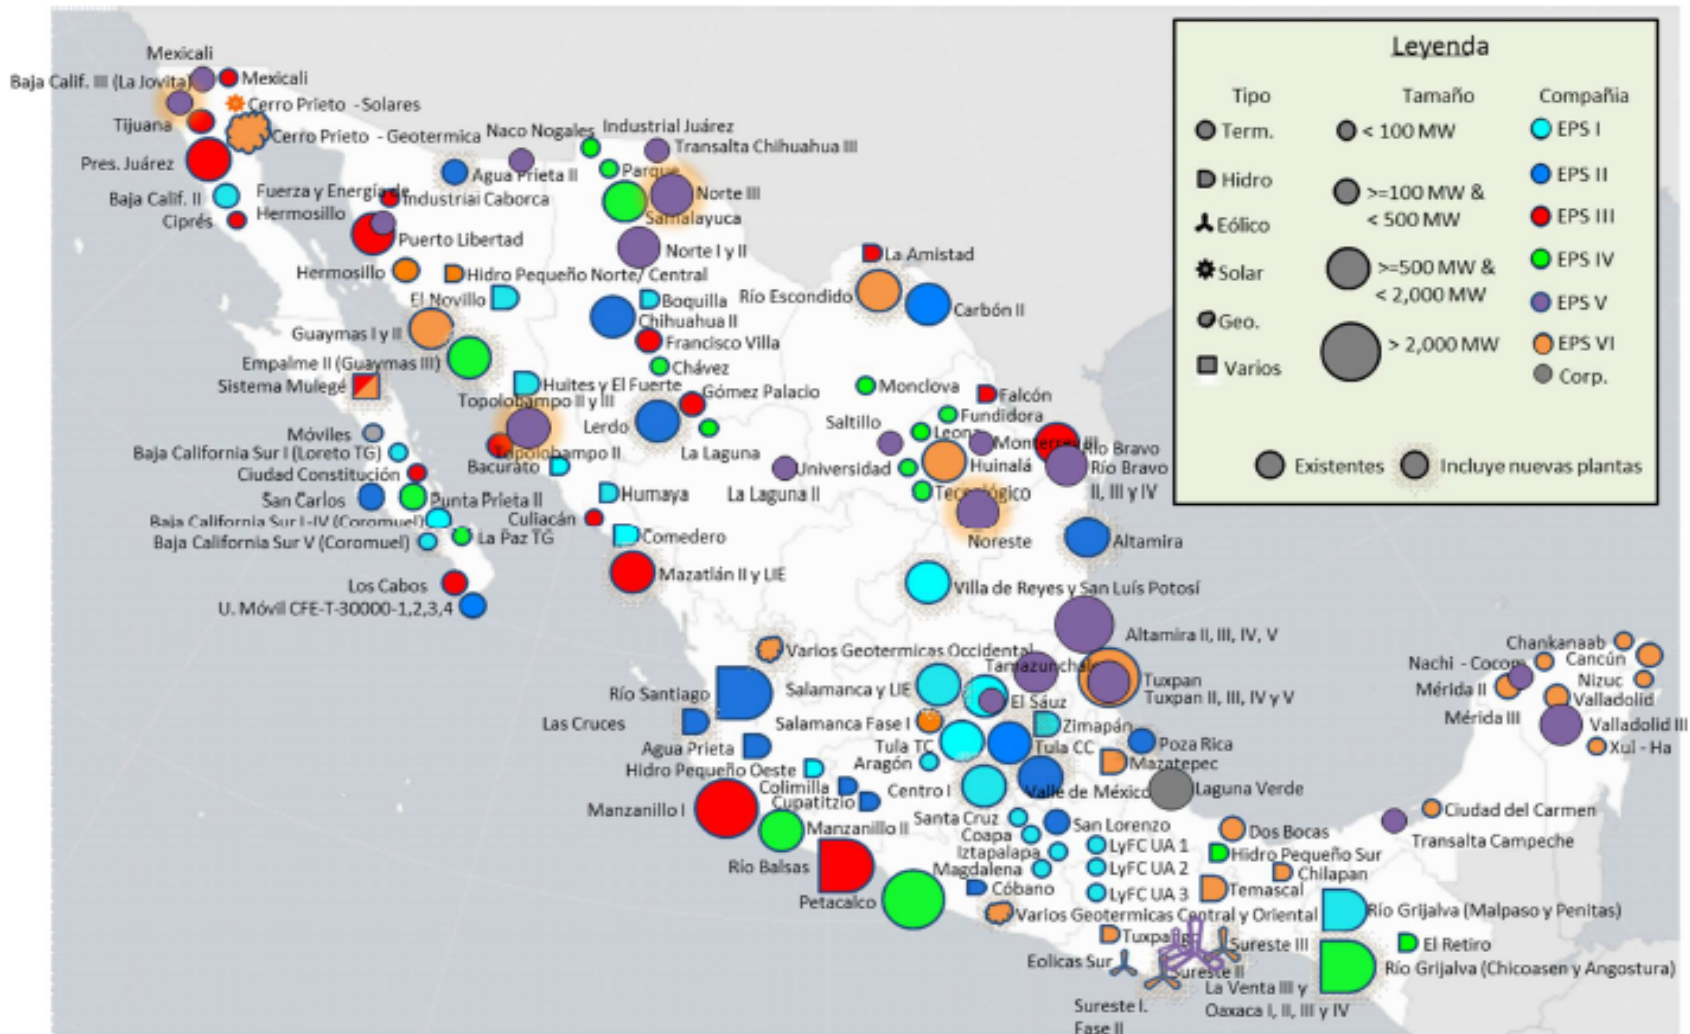 Leyenda
Tipo
Term.
Hidro
Eólico
Solar
Geo.
Varios
Tamaño
< 100 MW
>=100 MW &
< 500 MW
>=500 MW &
< 2,000 MW
> 2,000 MW
Compañia
EPS I
EPS II
EPS III
EPS IV
EPS V
EPS VI
Corp.
Existentes
Incluye nuevas plantas
Mexicali
Baja Calif. III (La Jovita)
Mexicali
Cerro Prieto - Solares
Tijuana
Cerro Prieto - Geotermica
Pres. Juárez
Baja Calif. II
Ciprés
Naco Nogales
Agua Prieta II
Fuerza y Energía de
Hermosillo
Industrial Caborca
Puerto Libertad
Hermosillo
Hidro Pequeño Norte/ Central
El Novillo
Guaymas I y II
Empalme II (Guaymas III)
Sistema Mulegé
Industrial Juárez
Transalta Chihuahua III
Parque
Norte III
Samalayuca
Norte I y II
Boquilla
Chihuahua II
Francisco Villa
Chávez
La Amistad
Río Escondido
Carbón II
Huites y El Fuerte
Topolobampo II y III
Topolobampo II
Bacurato
Gómez Palacio
Lerdo
La Laguna
La Laguna II
Monclova
Falcón
Saltillo
Fundidora
Leona
Monterrey III
Río Bravo
Río Bravo
II, III y IV
Universidad
Huinalá
Tecnológico
Noreste
Móviles
Baja California Sur I (Loreto TG)
Ciudad Constitución
San Carlos
Punta Prieta II
Baja California Sur I-IV (Coromuel)
Baja California Sur V (Coromuel)
La Paz TG
Los Cabos
U. Móvil CFE-T-30000-1,2,3,4
Humaya
Culiacán
Comedero
Mazatlán II y LIE
Altamira
Villa de Reyes y San Luís Potosí
Altamira II, III, IV, V
Varios Geotermicas Occidental
Tamazunchale
Tuxpan
Tuxpan II, III, IV y V
Río Santiago
Salamanca y LIE
El Sáuz
Las Cruces
Salamanca Fase I
Zimapán
Agua Prieta
Tula TC
Tula CC
Poza Rica
Hidro Pequeño Oeste
Aragón
Mazatepec
Colimilla
Centro I
Valle de México
Laguna Verde
Cupatitzio
Manzanillo I
Manzanillo II
Santa Cruz
San Lorenzo
Coapa
Iztapalapa
Magdalena
LyFC UA 1
LyFC UA 2
LyFC UA 3
Río Balsas
Cóbano
Petacalco
Dos Bocas
Hidro Pequeño Sur
Chilapan
Temascal
Varios Geotermicas Central y Oriental
Río Grijalva (Malpaso y Penitas)
Tuxpango
Sureste III
El Retiro
Eolicas Sur
Sureste II
Río Grijalva (Chicoasen y Angostura)
Sureste I.
Fase II
La Venta III y
Oaxaca I, II, III y IV
Chankanaab
Nachi - Cocom
Cancún
Mérida II
Nizuc
Valladolid
Mérida III
Valladolid III
Xul - Ha
Ciudad del Carmen
Transalta Campeche